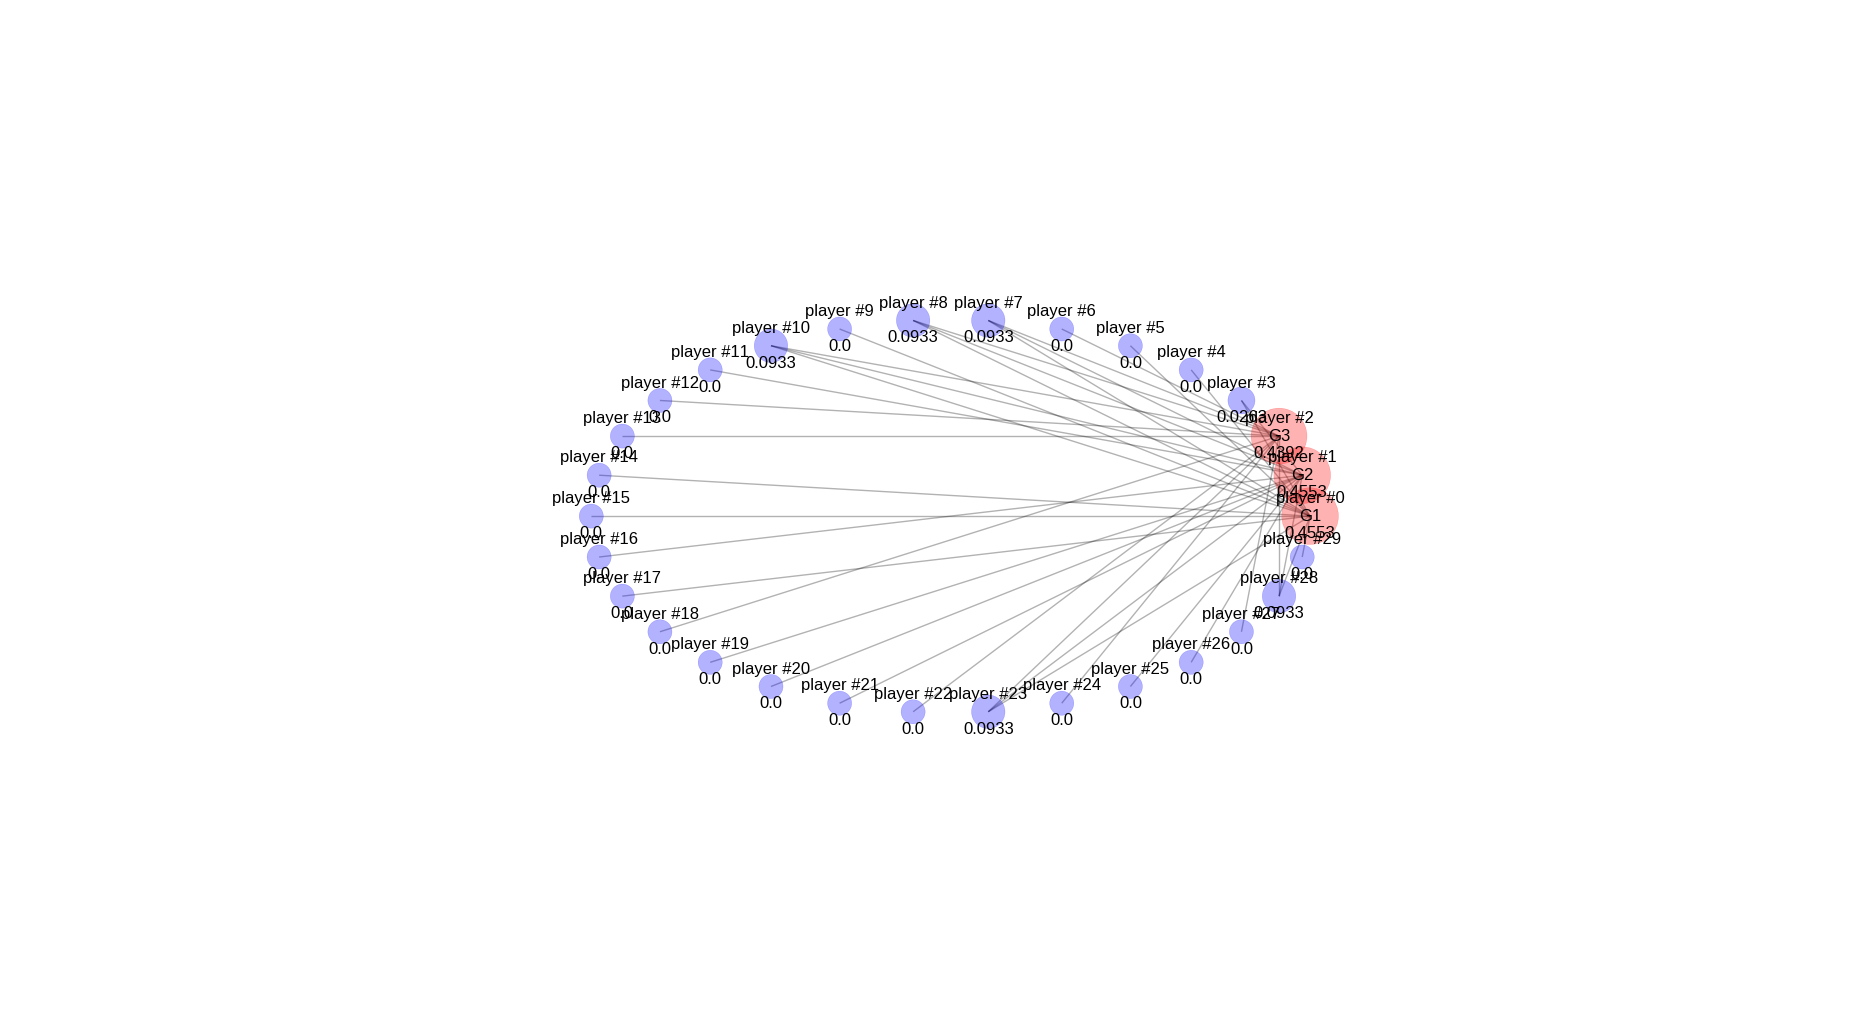 player #8
player #7
player #9
player #6
player #10
player #5
0.0933
0.0933
0.0
0.0
player #11
player #4
0.0933
0.0
player #12
player #3
0.0
0.0
0.0
0.0263
player #13
player #2
G3
0.0
0.4392
player #14
player #1
G2
0.0
0.4553
player #15
player #0
G1
0.0
0.4553
player #16
player #29
0.0
0.0
player #17
player #28
0.0
0.0933
player #18
player #27
0.0
0.0
player #19
player #26
0.0
0.0
player #20
player #25
0.0
0.0
player #21
player #24
player #22
player #23
0.0
0.0
0.0
0.0933